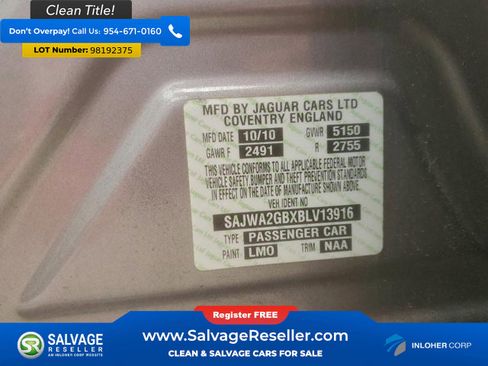 Clean Title!
Don't Overpay! Call Us: 954-671-0160
LOT Number: 98192375
MFD BY JAGUAR CARS LTD
COVENTRY ENGLAND
MFD DATE 10/10 GVWR 5150
GAWR F 2491 R 2755
THIS VEHICLE CONFORMS TO ALL APPLICABLE FEDERAL MOTOR
VEHICLE SAFETY, BUMPER AND THEFT PREVENTION STANDARDS
IN EFFECT ON THE DATE OF MANUFACTURE SHOWN ABOVE.
VEH IDENT No
SAJWA2GBXBLV13916
TYPE PASSENGER CAR
PAINT LMO TRIM NAA
Register FREE
SALVAGE
RESELLER
AN INLOHER CORP WEBSITE
www.SalvageReseller.com
CLEAN & SALVAGE CARS FOR SALE
INLOHER CORP